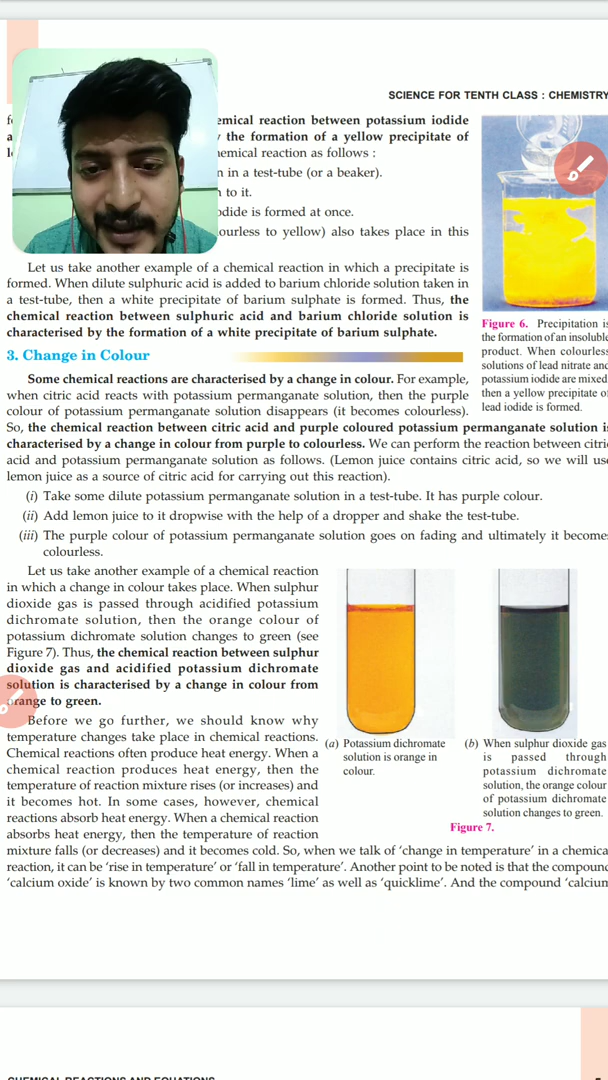 SCIENCE FOR TENTH CLASS : CHEMISTRY
emical reaction between potassium iodide
the formation of a yellow precipitate of
emical reaction as follows :
in a test-tube (or a beaker).
to it.
odide is formed at once.
ourless to yellow) also takes place in this
Let us take another example of a chemical reaction in which a precipitate is
formed. When dilute sulphuric acid is added to barium chloride solution taken in
a test-tube, then a white precipitate of barium sulphate is formed. Thus, the
chemical reaction between sulphuric acid and barium chloride solution is
characterised by the formation of a white precipitate of barium sulphate.
Figure 6. Precipitation is
the formation of an insoluble
product. When colourless
solutions of lead nitrate and
potassium iodide are mixed
then a yellow precipitate of
lead iodide is formed.
3. Change in Colour
Some chemical reactions are characterised by a change in colour. For example,
when citric acid reacts with potassium permanganate solution, then the purple
colour of potassium permanganate solution disappears (it becomes colourless).
So, the chemical reaction between citric acid and purple coloured potassium permanganate solution is
characterised by a change in colour from purple to colourless. We can perform the reaction between citric
acid and potassium permanganate solution as follows. (Lemon juice contains citric acid, so we will use
lemon juice as a source of citric acid for carrying out this reaction).
(i) Take some dilute potassium permanganate solution in a test-tube. It has purple colour.
(ii) Add lemon juice to it dropwise with the help of a dropper and shake the test-tube.
(iii) The purple colour of potassium permanganate solution goes on fading and ultimately it becomes
colourless.
Let us take another example of a chemical reaction
in which a change in colour takes place. When sulphur
dioxide gas is passed through acidified potassium
dichromate solution, then the orange colour of
potassium dichromate solution changes to green (see
Figure 7). Thus, the chemical reaction between sulphur
dioxide gas and acidified potassium dichromate
solution is characterised by a change in colour from
orange to green.
Before we go further, we should know why
temperature changes take place in chemical reactions.
Chemical reactions often produce heat energy. When a
chemical reaction produces heat energy, then the
temperature of reaction mixture rises (or increases) and
it becomes hot. In some cases, however, chemical
reactions absorb heat energy. When a chemical reaction
absorbs heat energy, then the temperature of reaction
(a) Potassium dichromate
solution is orange in
colour.
(b) When sulphur dioxide gas
is passed through
potassium dichromate
solution, the orange colour
of potassium dichromate
solution changes to green.
Figure 7.
mixture falls (or decreases) and it becomes cold. So, when we talk of 'change in temperature' in a chemical
reaction, it can be 'rise in temperature' or 'fall in temperature'. Another point to be noted is that the compound
'calcium oxide' is known by two common names 'lime' as well as 'quicklime'. And the compound 'calcium
CHEMICAL REACTIONS AND EQUATIONS